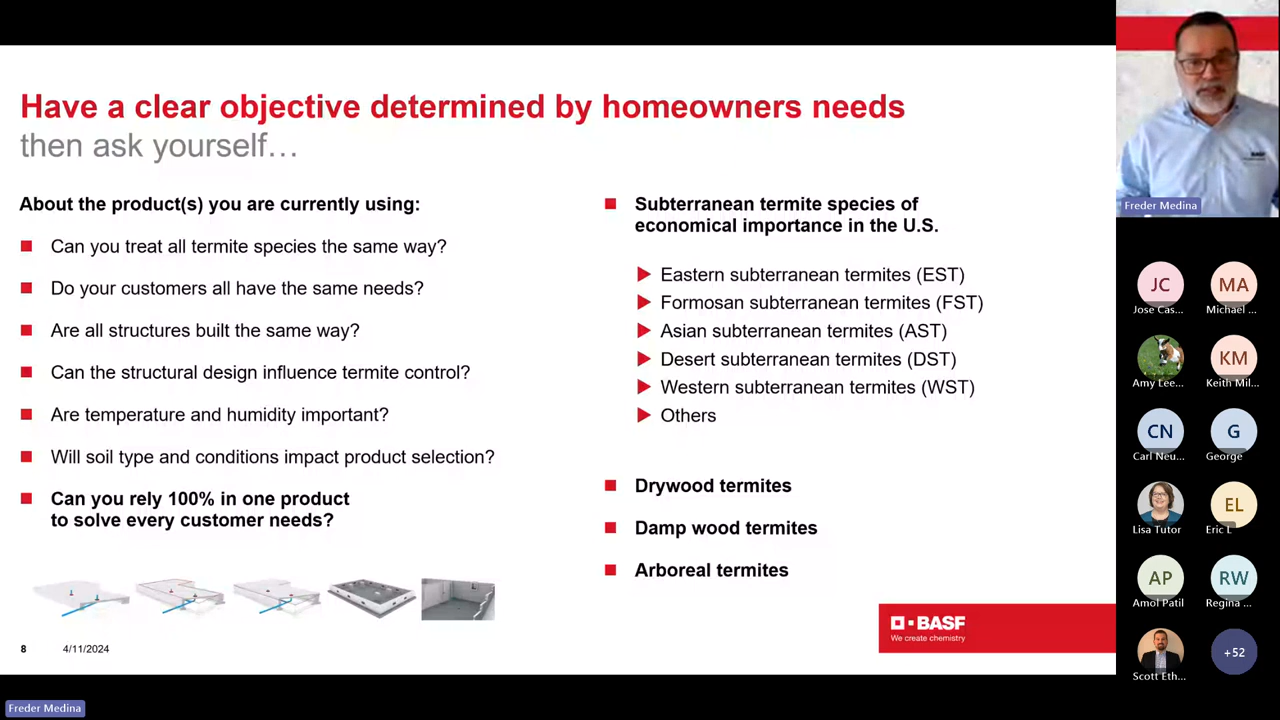 Have a clear objective determined by homeowners needs
then ask yourself…
About the product(s) you are currently using:
Can you treat all termite species the same way?
Do your customers all have the same needs?
Are all structures built the same way?
Can the structural design influence termite control?
Are temperature and humidity important?
Will soil type and conditions impact product selection?
Can you rely 100% in one product
to solve every customer needs?
Subterranean termite species of
economical importance in the U.S.
Eastern subterranean termites (EST)
Formosan subterranean termites (FST)
Asian subterranean termites (AST)
Desert subterranean termites (DST)
Western subterranean termites (WST)
Others
Drywood termites
Damp wood termites
Arboreal termites
BASF
We create chemistry
8
4/11/2024
Freder Medina
BASF
Freder Medina
JC
Jose Cas...
MA
Michael ...
Amy Lee...
KM
Keith Mil...
CN
Carl Neu...
G
George
Lisa Tutor
EL
Eric L
AP
Amol Patil
RW
Regina ...
Scott Eth...
+52